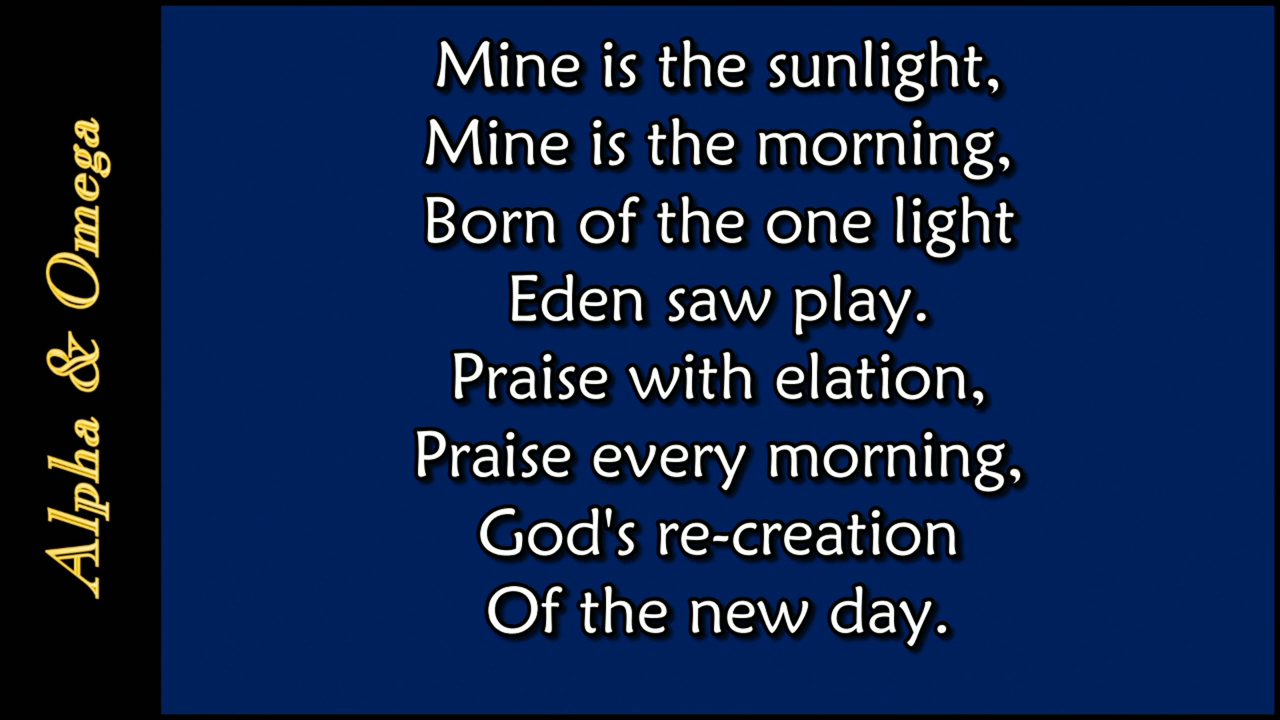 Alpha & Omega
Mine is the sunlight,
Mine is the morning,
Born of the one light
Eden saw play.
Praise with elation,
Praise every morning,
God's re-creation
Of the new day.